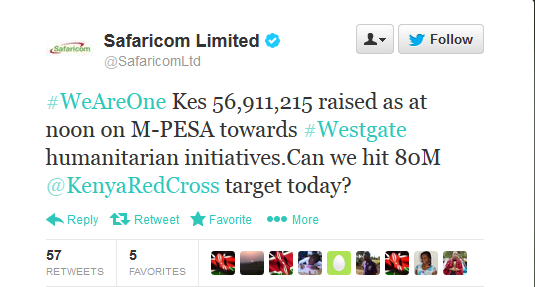 Safaricom
Safaricom Limited
@SafaricomLtd
Follow
#WeAreOne Kes 56,911,215 raised as at
noon on M-PESA towards #Westgate
humanitarian initiatives.Can we hit 80M
@KenyaRedCross target today?
Reply Retweet Favorite More
57 5
RETWEETS FAVORITES